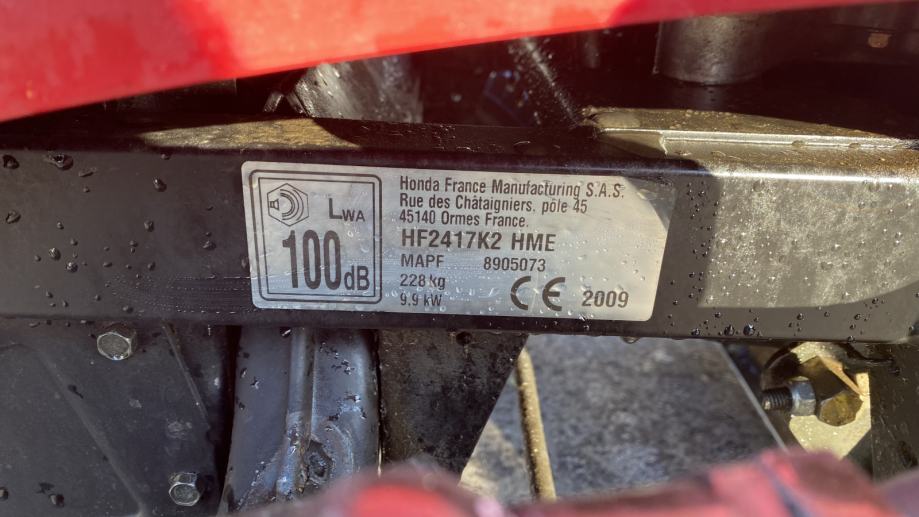 LWA
100dB
Honda France Manufacturing S.A.S.
Rue des Châtaigniers, pôle 45
45140 Ormes France.
HF2417K2 HME
MAPF 8905073
228 kg
9.9 kW
CE 2009